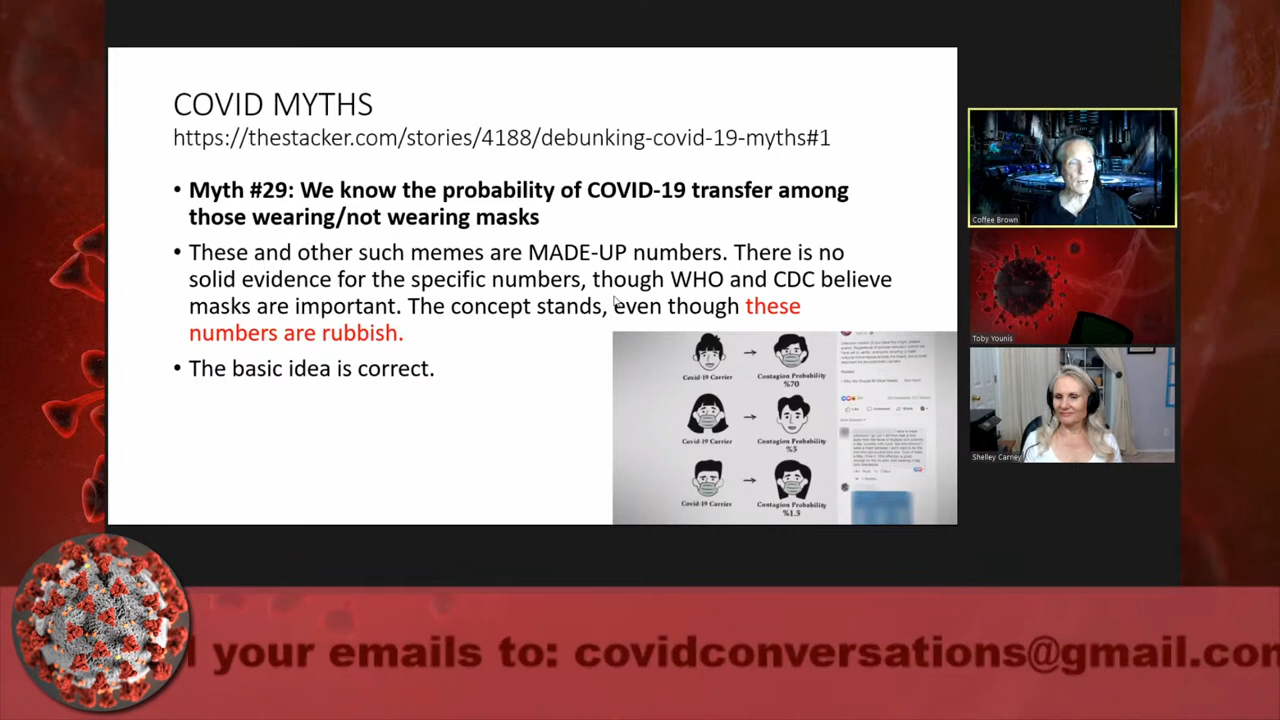 COVID MYTHS
https://thestacker.com/stories/4188/debunking-covid-19-myths#1
• Myth #29: We know the probability of COVID-19 transfer among
those wearing/not wearing masks
• These and other such memes are MADE-UP numbers. There is no
solid evidence for the specific numbers, though WHO and CDC believe
masks are important. The concept stands, even though these
numbers are rubbish.
• The basic idea is correct.
Covid-19 Carrier
Contagion Probability
%70
Covid-19 Carrier
Contagion Probability
%5
Covid-19 Carrier
Contagion Probability
%1.5
Coffee Brown
Toby Younis
Shelley Carney
your emails to: covidconversations@gmail.con